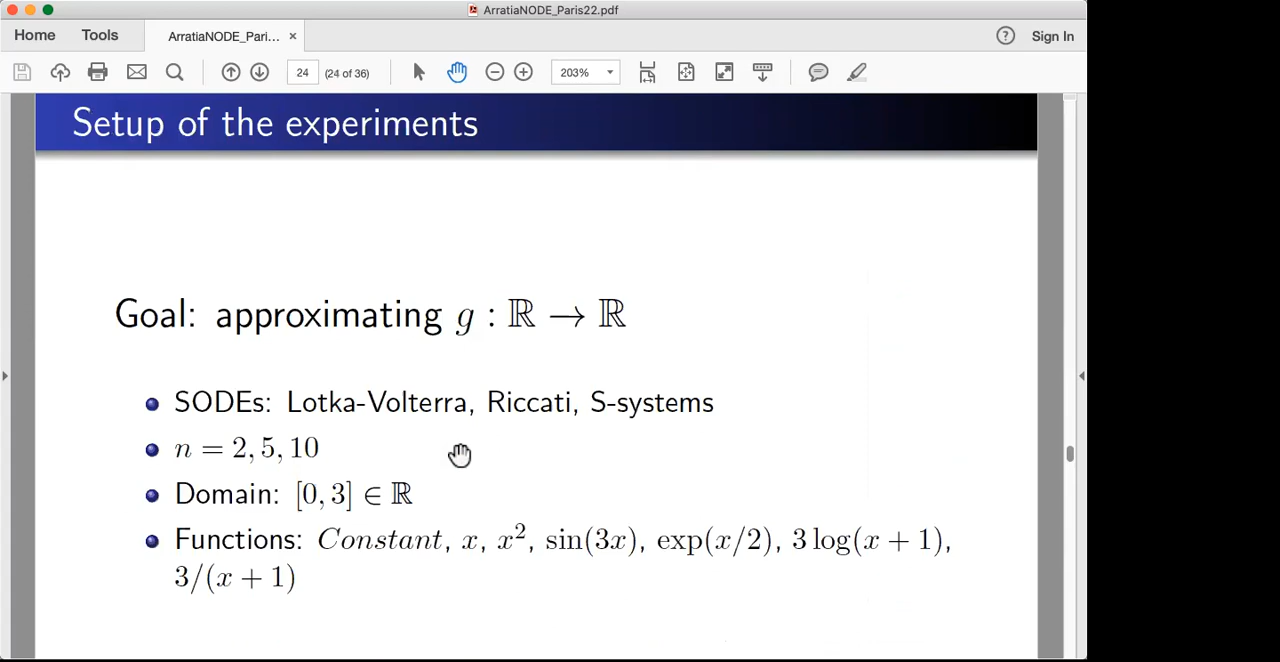 ArratiaNODE_Paris22.pdf
Home Tools ArratiaNODE_Pari... × Sign In
24 (24 of 36) 203%
Setup of the experiments
Goal: approximating g : ℝ → ℝ
SODEs: Lotka-Volterra, Riccati, S-systems
n = 2, 5, 10
Domain: [0, 3] ∈ ℝ
Functions: Constant, x, x², sin(3x), exp(x/2), 3 log(x + 1),
3/(x + 1)